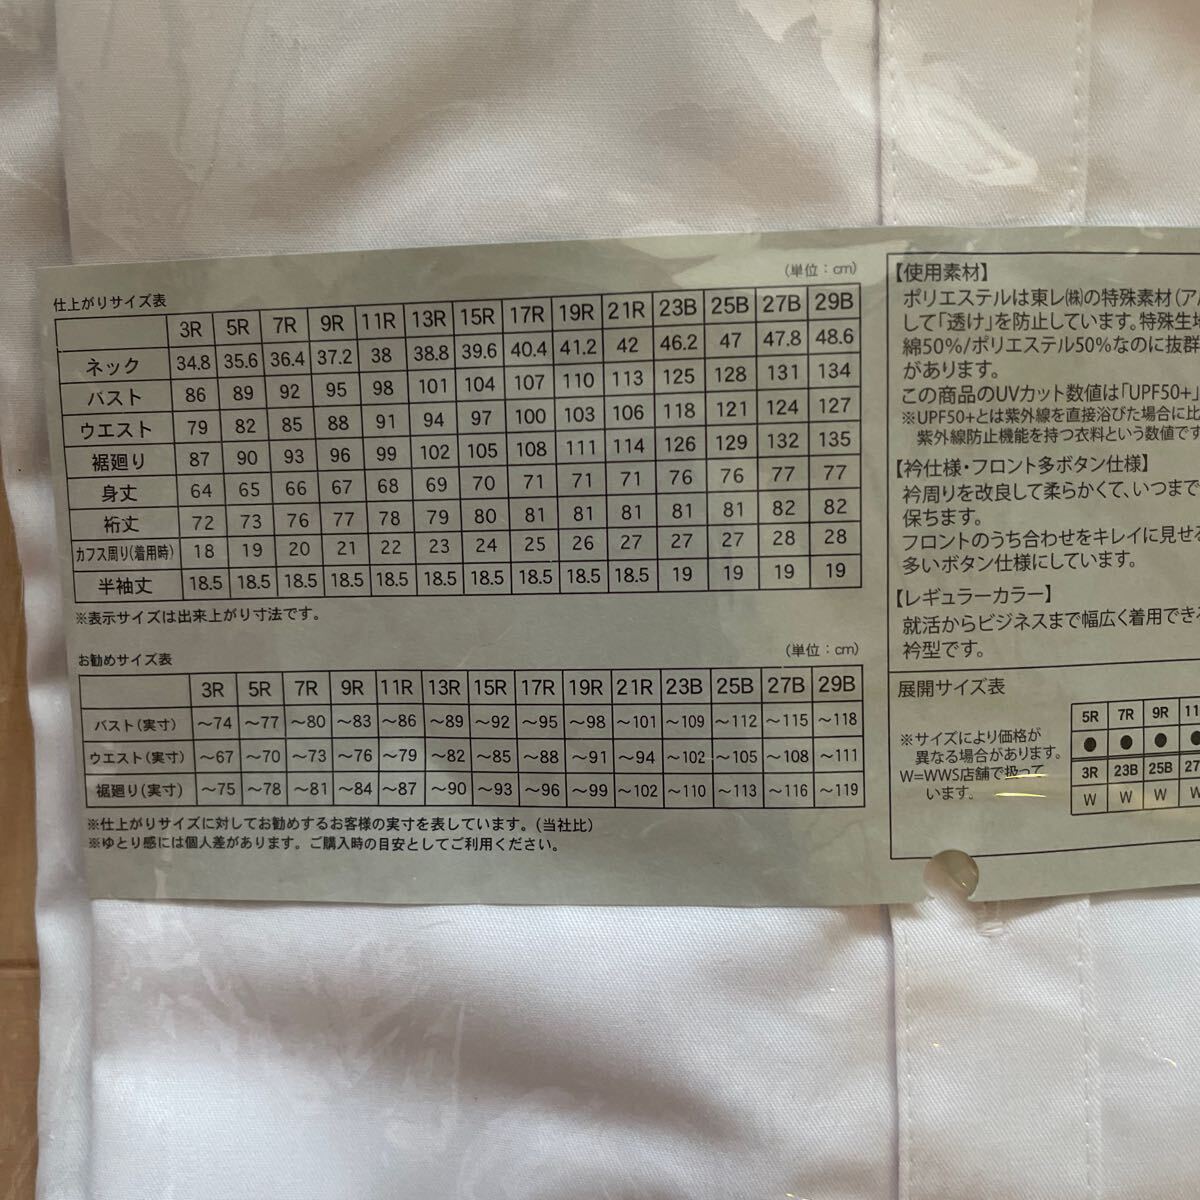 仕上がりサイズ表 (単位:cm)
3R 5R 7R 9R 11R 13R 15R 17R 19R 21R 23B 25B 27B 29B
ネック 34.8 35.6 36.4 37.2 38 38.8 39.6 40.4 41.2 42 46.2 47 47.8 48.6
バスト 86 89 92 95 98 101 104 107 110 113 125 128 131 134
ウエスト 79 82 85 88 91 94 97 100 103 106 118 121 124 127
裾廻り 87 90 93 96 99 102 105 108 111 114 126 129 132 135
身丈 64 65 66 67 68 69 70 71 71 71 76 76 77 77
裄丈 72 73 76 77 78 79 80 81 81 81 81 81 82 82
カフス周り(着用時) 18 19 20 21 22 23 24 25 26 27 27 27 28 28
半袖丈 18.5 18.5 18.5 18.5 18.5 18.5 18.5 18.5 18.5 18.5 19 19 19 19
※表示サイズは出来上がり寸法です。
お勧めサイズ表 (単位:cm)
3R 5R 7R 9R 11R 13R 15R 17R 19R 21R 23B 25B 27B 29B
バスト(実寸) ～74 ～77 ～80 ～83 ～86 ～89 ～92 ～95 ～98 ～101 ～109 ～112 ～115 ～118
ウエスト(実寸) ～67 ～70 ～73 ～76 ～79 ～82 ～85 ～88 ～91 ～94 ～102 ～105 ～108 ～111
裾廻り(実寸) ～75 ～78 ～81 ～84 ～87 ～90 ～93 ～96 ～99 ～102 ～110 ～113 ～116 ～119
※仕上がりサイズに対してお勧めするお客様の実寸を表しています。(当社比)
※ゆとり感には個人差があります。ご購入時の目安としてご利用ください。
【使用素材】
ポリエステルは東レ㈱の特殊素材(ア
して「透け」を防止しています。特殊生
綿50%/ポリエステル50%なのに抜群
があります。
この商品のUVカット数値は「UPF50+」
※UPF50+とは紫外線を直接浴びた場合に比
紫外線防止機能を持つ衣料という数値です
【衿仕様・フロント多ボタン仕様】
衿周りを改良して柔らかくて、いつまで
保ちます。
フロントのうち合わせをキレイに見せ
多いボタン仕様にしています。
【レギュラーカラー】
就活からビジネスまで幅広く着用でき
衿型です。
展開サイズ表
※サイズにより価格が
異なる場合があります。
W=WWS店舗で扱って
います。
5R 7R 9R 11
● ● ● ●
3R 23B 25B 27
W W W W